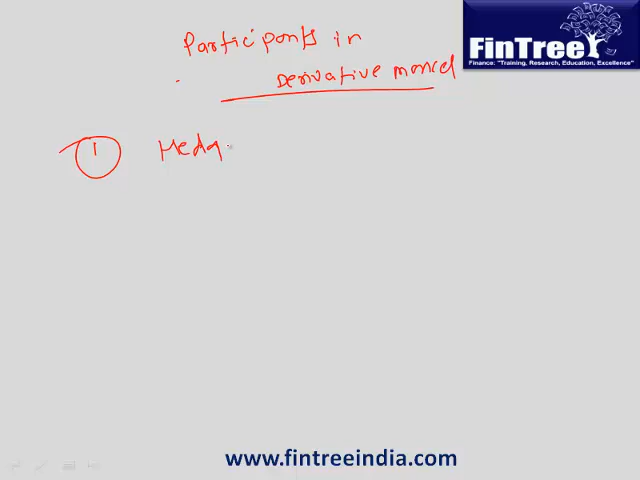 Participants in
FinTree
Finance: "Training, Research, Education, Excellence"
derivative market
1 Hedg
www.fintreeindia.com